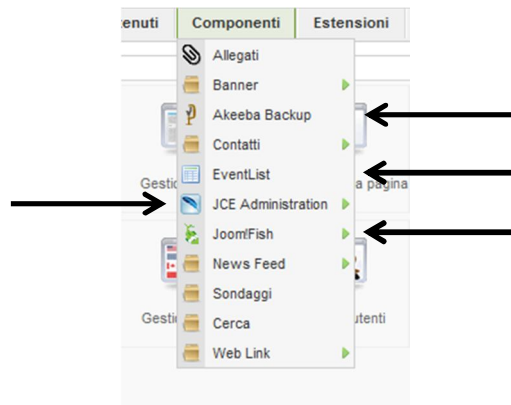 enuti Componenti Estensioni
Allegati
Banner
Akeeba Backup
Contatti
EventList
Gestio a pagina
JCE Administration
Joom!Fish
News Feed
Sondaggi
Gestio Cerca utenti
Web Link